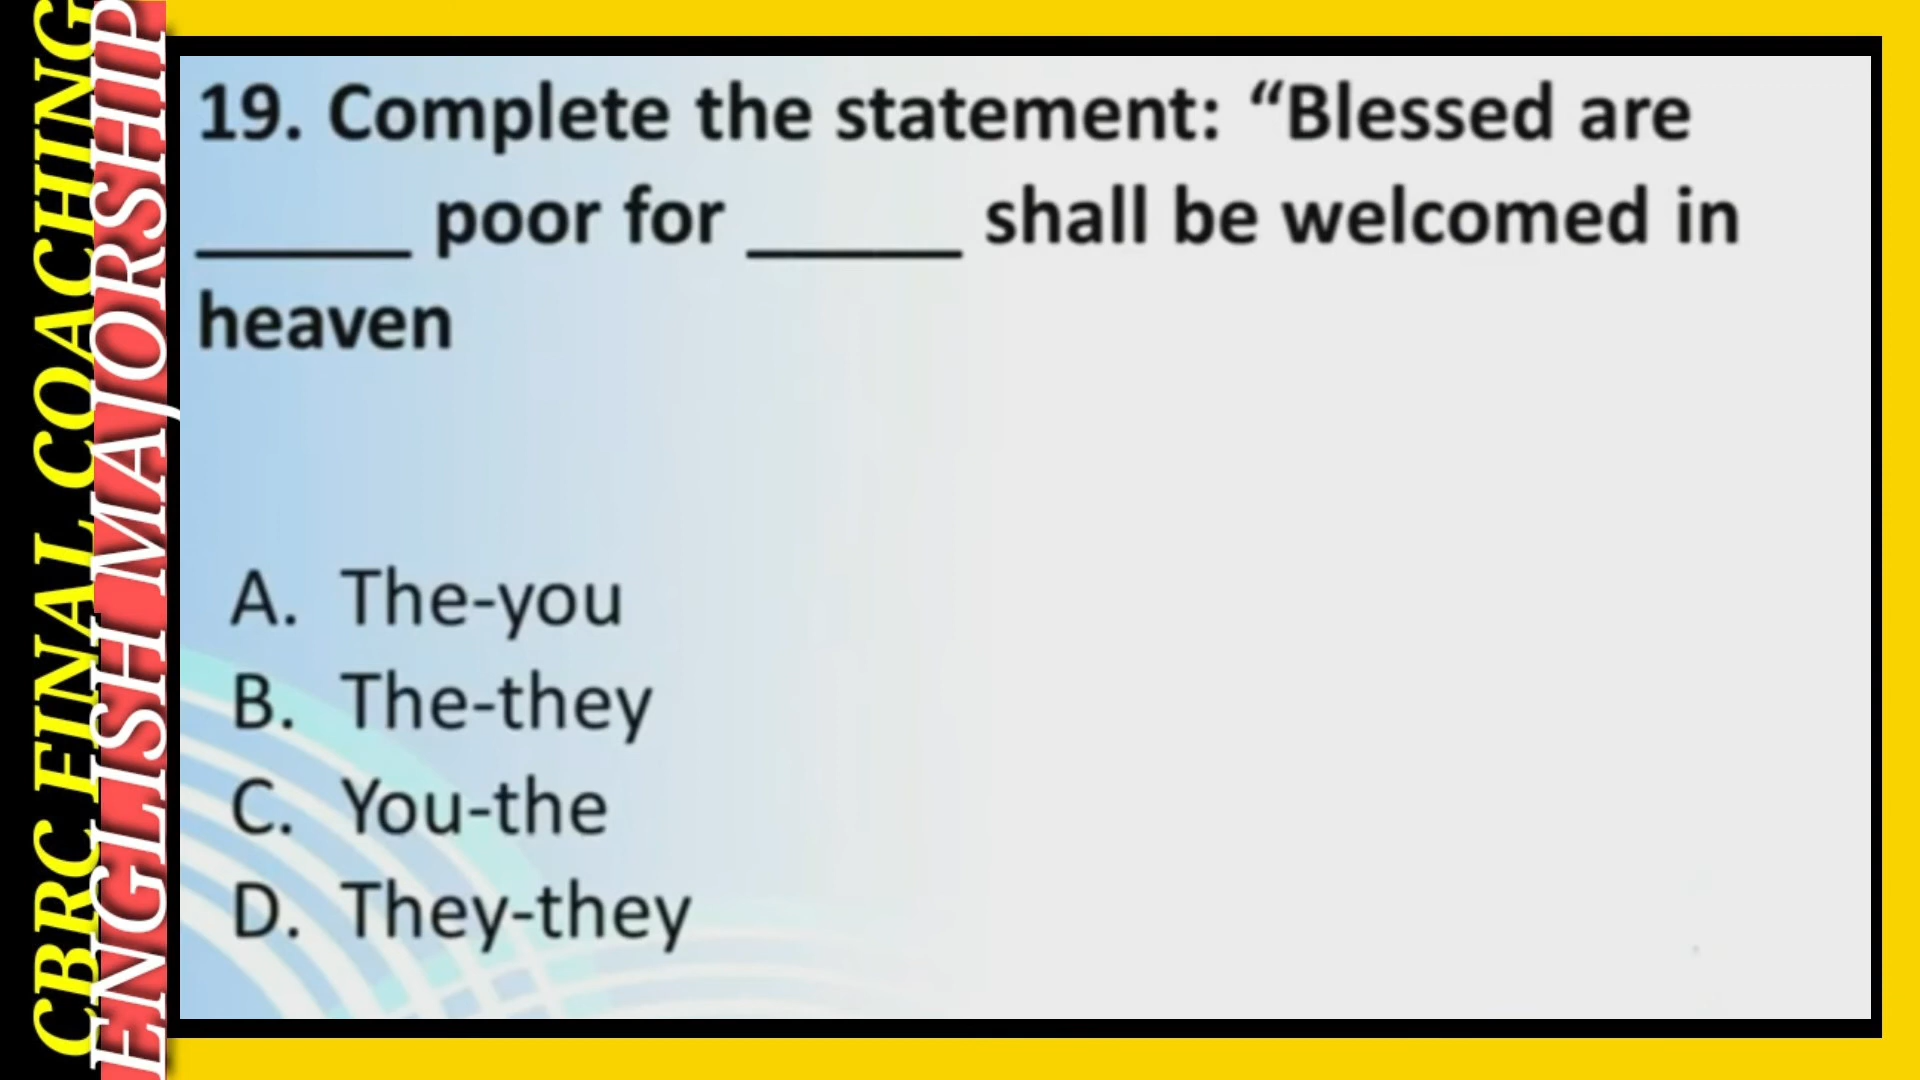 CBRC FINAL COACHING
ENGLISH MAJORSHIP
19. Complete the statement: “Blessed are
______ poor for ______ shall be welcomed in
heaven
A. The-you
B. The-they
C. You-the
D. They-they